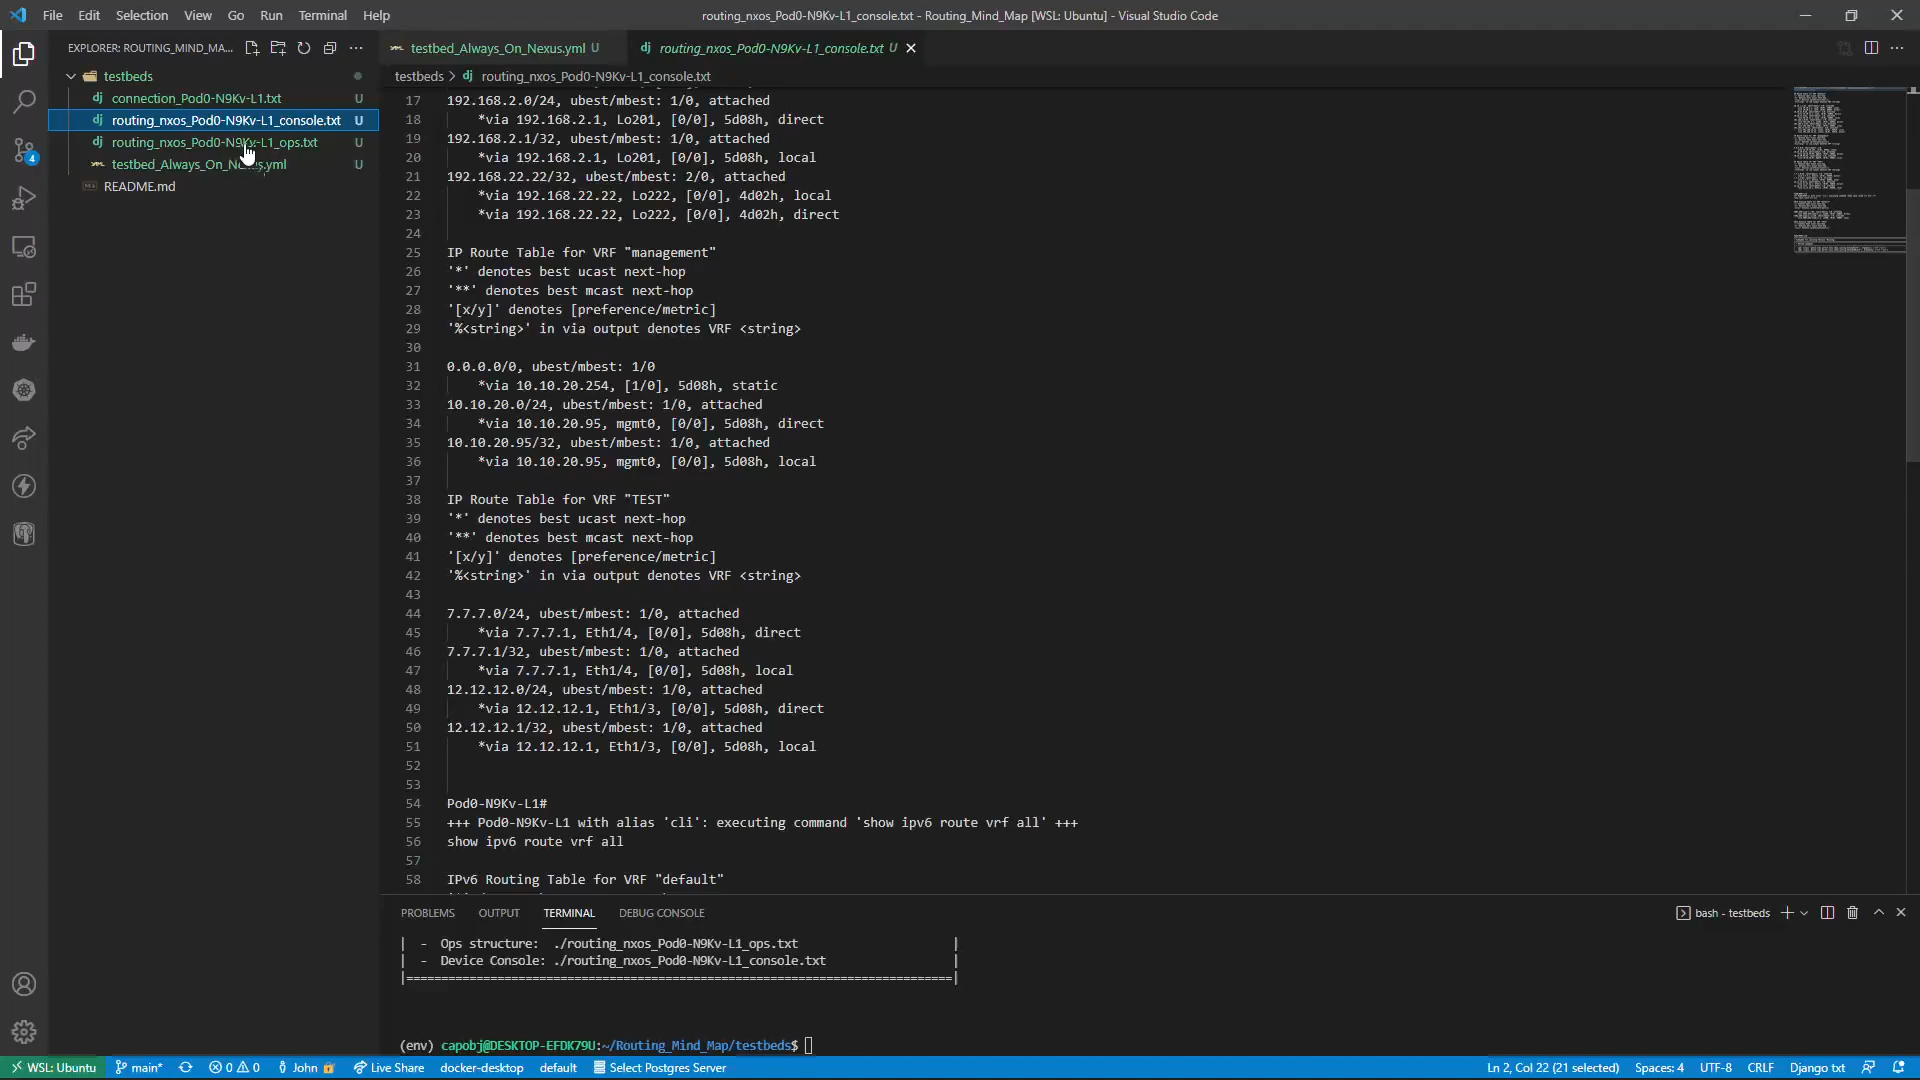 File Edit Selection View Go Run Terminal Help
routing_nxos_Pod0-N9Kv-L1_console.txt - Routing_Mind_Map [WSL: Ubuntu] - Visual Studio Code
EXPLORER: ROUTING_MIND_MA...
testbeds
connection_Pod0-N9Kv-L1.txt U
routing_nxos_Pod0-N9Kv-L1_console.txt U
routing_nxos_Pod0-N9Kv-L1_ops.txt U
testbed_Always_On_Nexus.yml U
README.md
4
testbed_Always_On_Nexus.yml U
dj routing_nxos_Pod0-N9Kv-L1_console.txt U
testbeds > dj routing_nxos_Pod0-N9Kv-L1_console.txt
17 192.168.2.0/24, ubest/mbest: 1/0, attached
18 *via 192.168.2.1, Lo201, [0/0], 5d08h, direct
19 192.168.2.1/32, ubest/mbest: 1/0, attached
20 *via 192.168.2.1, Lo201, [0/0], 5d08h, local
21 192.168.22.22/32, ubest/mbest: 2/0, attached
22 *via 192.168.22.22, Lo222, [0/0], 4d02h, local
23 *via 192.168.22.22, Lo222, [0/0], 4d02h, direct
24
25 IP Route Table for VRF "management"
26 '*' denotes best ucast next-hop
27 '**' denotes best mcast next-hop
28 '[x/y]' denotes [preference/metric]
29 '%<string>' in via output denotes VRF <string>
30
31 0.0.0.0/0, ubest/mbest: 1/0
32 *via 10.10.20.254, [1/0], 5d08h, static
33 10.10.20.0/24, ubest/mbest: 1/0, attached
34 *via 10.10.20.95, mgmt0, [0/0], 5d08h, direct
35 10.10.20.95/32, ubest/mbest: 1/0, attached
36 *via 10.10.20.95, mgmt0, [0/0], 5d08h, local
37
38 IP Route Table for VRF "TEST"
39 '*' denotes best ucast next-hop
40 '**' denotes best mcast next-hop
41 '[x/y]' denotes [preference/metric]
42 '%<string>' in via output denotes VRF <string>
43
44 7.7.7.0/24, ubest/mbest: 1/0, attached
45 *via 7.7.7.1, Eth1/4, [0/0], 5d08h, direct
46 7.7.7.1/32, ubest/mbest: 1/0, attached
47 *via 7.7.7.1, Eth1/4, [0/0], 5d08h, local
48 12.12.12.0/24, ubest/mbest: 1/0, attached
49 *via 12.12.12.1, Eth1/3, [0/0], 5d08h, direct
50 12.12.12.1/32, ubest/mbest: 1/0, attached
51 *via 12.12.12.1, Eth1/3, [0/0], 5d08h, local
52
53
54 Pod0-N9Kv-L1#
55 +++ Pod0-N9Kv-L1 with alias 'cli': executing command 'show ipv6 route vrf all' +++
56 show ipv6 route vrf all
57
58 IPv6 Routing Table for VRF "default"
PROBLEMS OUTPUT TERMINAL DEBUG CONSOLE
bash - testbeds
| - Ops structure: ./routing_nxos_Pod0-N9Kv-L1_ops.txt |
| - Device Console: ./routing_nxos_Pod0-N9Kv-L1_console.txt |
|==============================================================================|
(env) capobj@DESKTOP-EFDK79U:~/Routing_Mind_Map/testbeds$
WSL: Ubuntu main* 0 0 John Live Share docker-desktop default Select Postgres Server
Ln 2, Col 22 (21 selected) Spaces: 4 UTF-8 CRLF Django txt